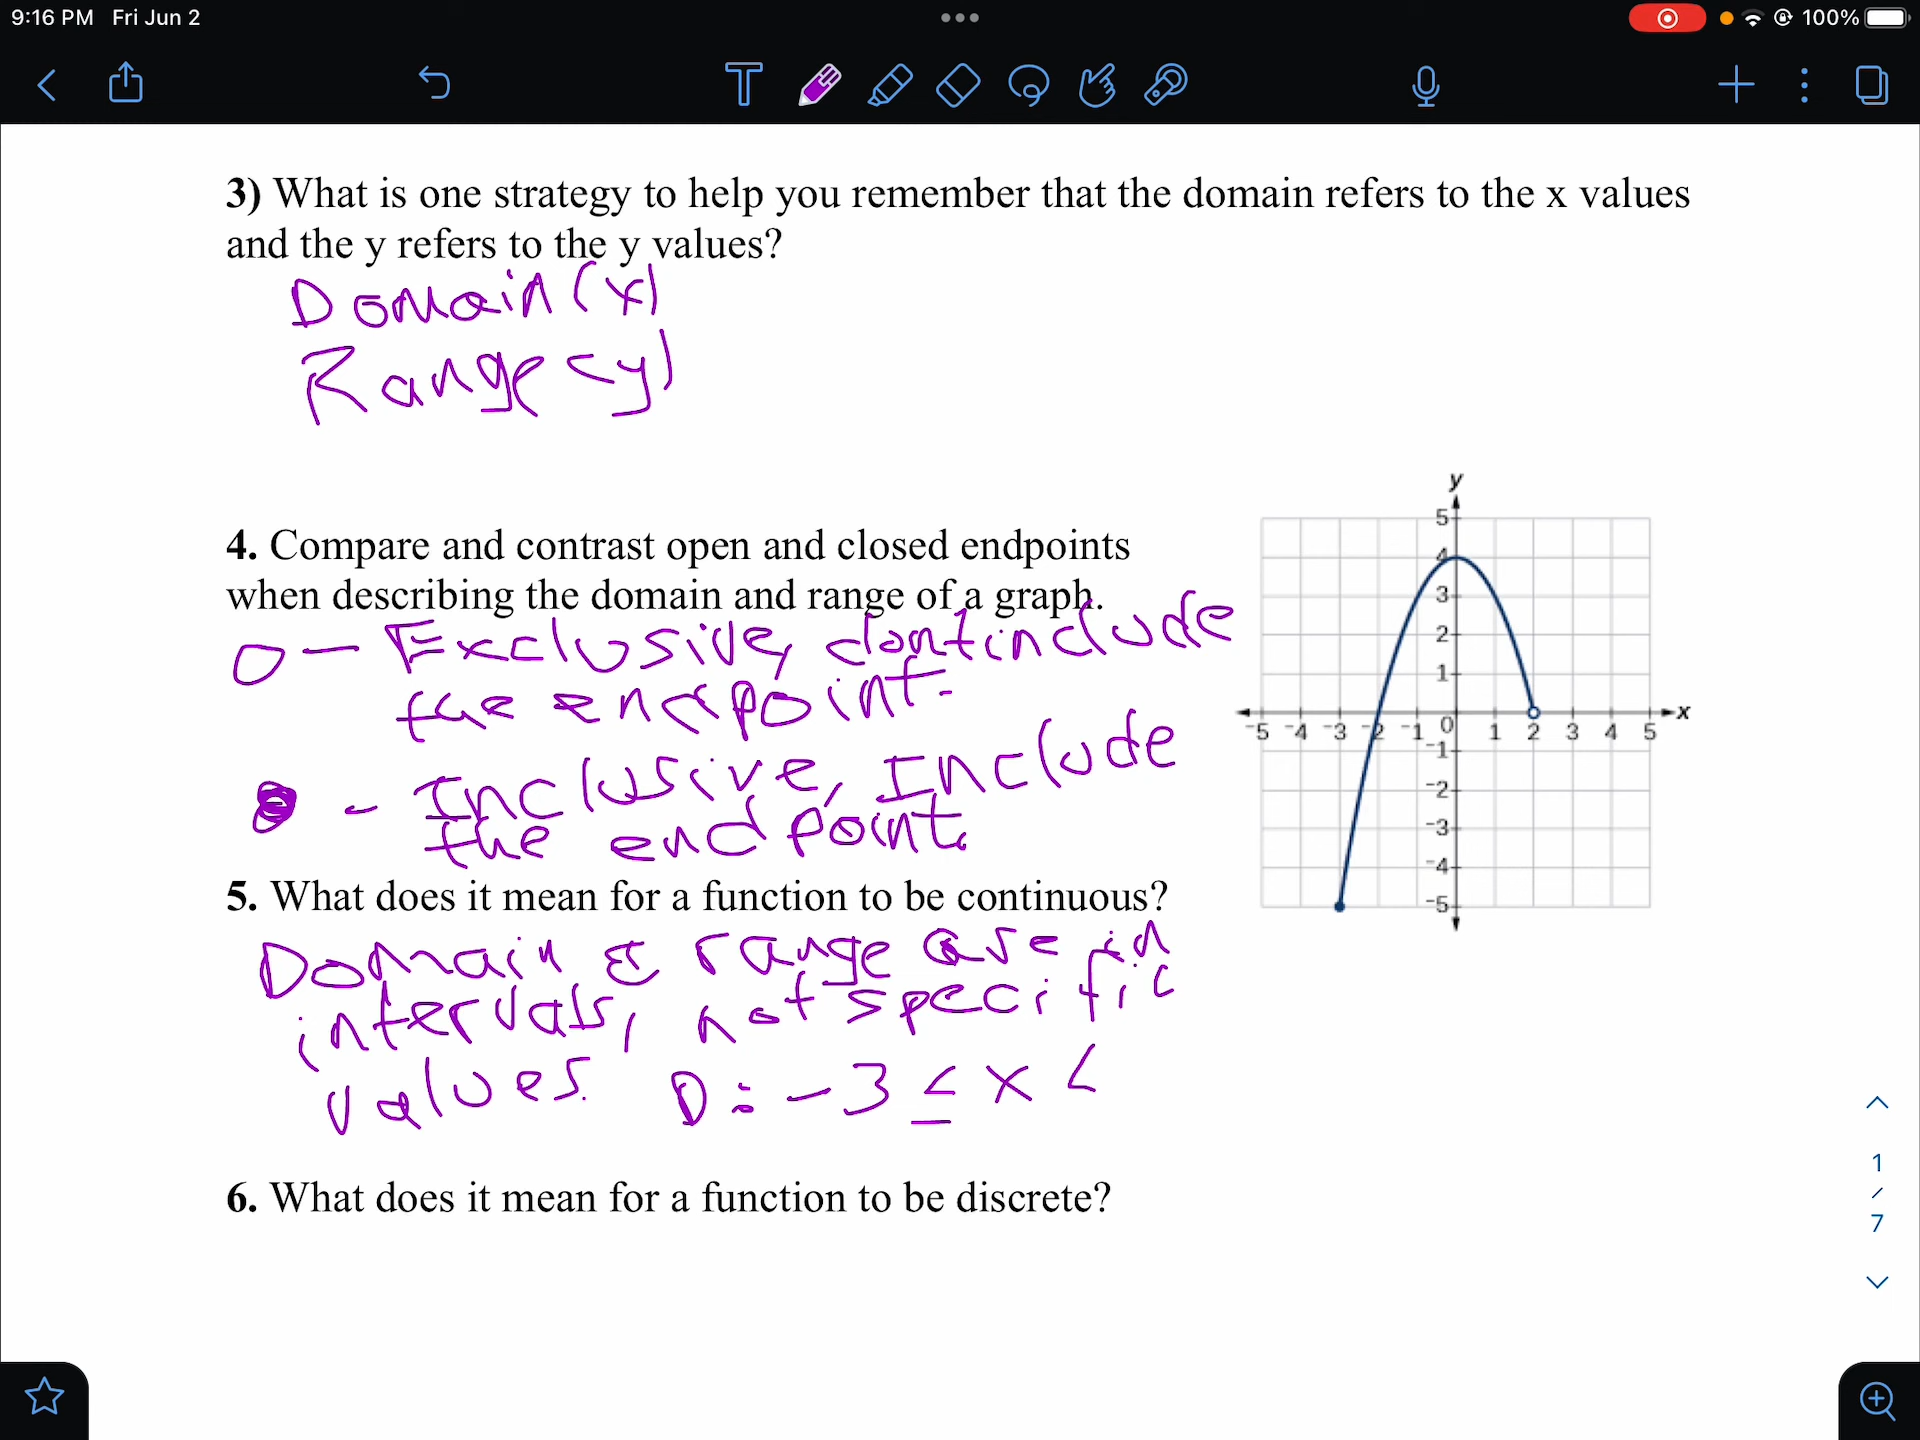 9:16 PM Fri Jun 2
100%
3) What is one strategy to help you remember that the domain refers to the x values
and the y refers to the y values?
Domain (x)
Range (y)
4. Compare and contrast open and closed endpoints
when describing the domain and range of a graph.
O - Exclusive, dont include
the endpoint.
- Inclusive, Include
the endpoint.
y
5
4
3
2
1
-5 -4 -3 -2 -1 0 1 2 3 4 5 x
-1
-2
-3
-4
-5
5. What does it mean for a function to be continuous?
Domain & range are in
intervals, not specific
values. D: -3 ≤ x <
6. What does it mean for a function to be discrete?
1
/
7